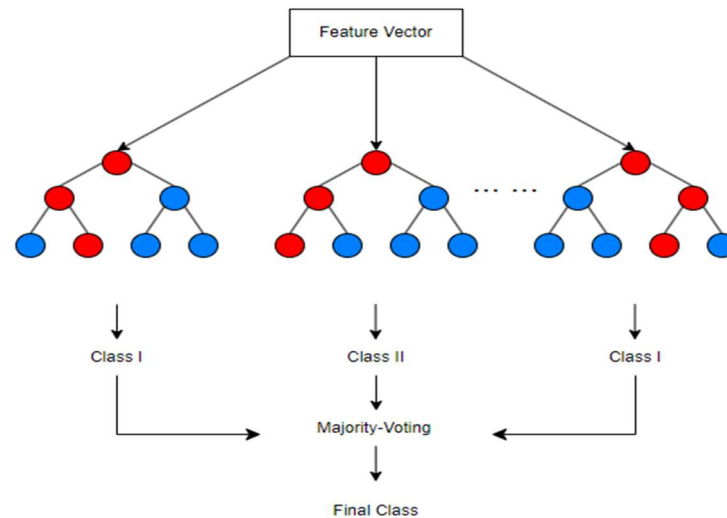 Feature Vector
... ...
Class I
Class II
Class I
Majority-Voting
Final Class